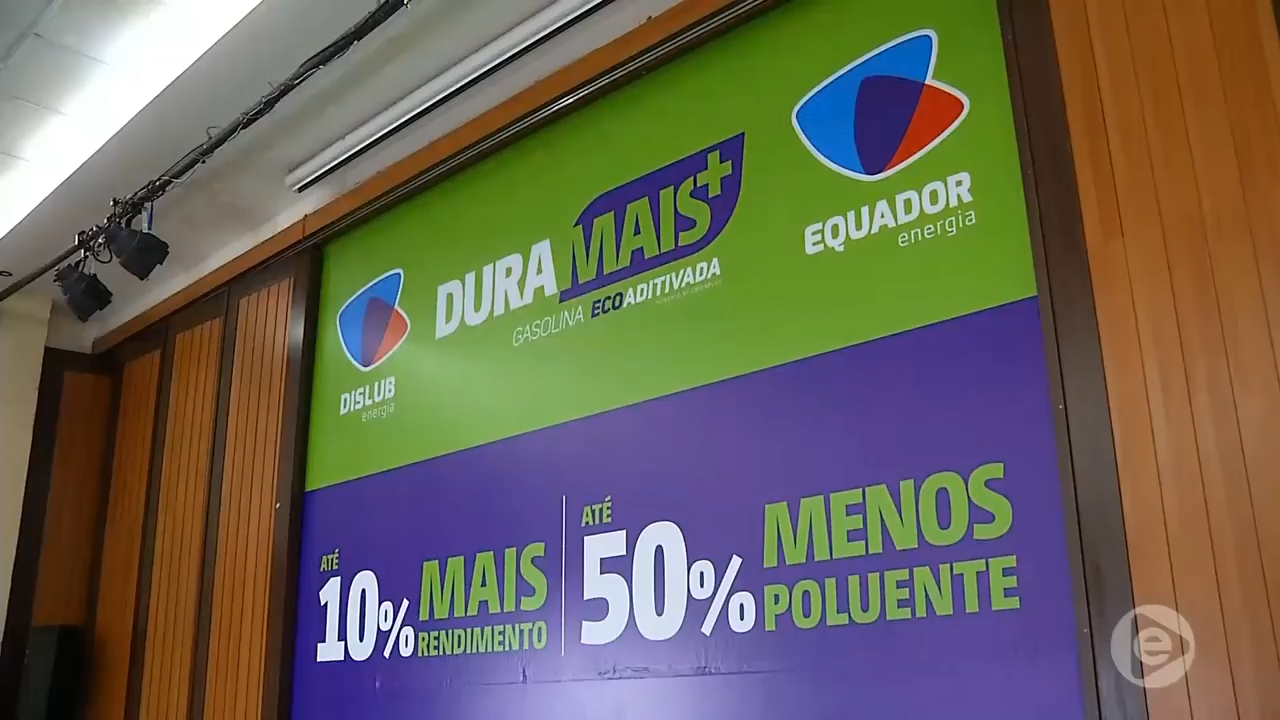 DURA MAIS+
GASOLINA ECOADITIVADA
DISLUB
energia
EQUADOR
energia
ATÉ
10% MAIS
RENDIMENTO
ATÉ
50% MENOS
POLUENTE
e